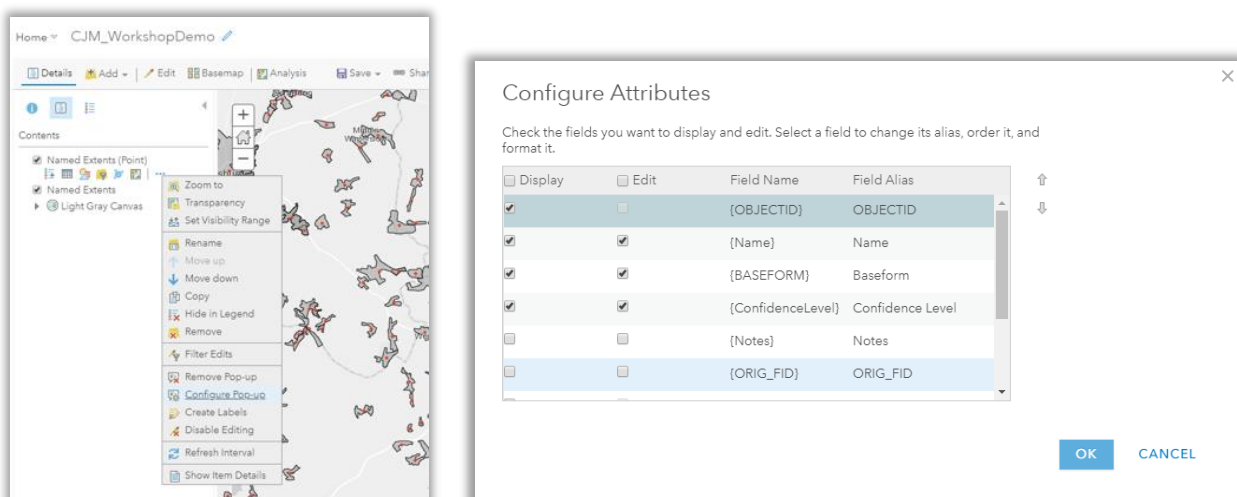 Home CJM_WorkshopDemo
Details Add Edit Basemap Analysis Save Shar
Contents
Named Extents (Point)
Named Extents
Light Gray Canvas
Zoom to
Transparency
Set Visibility Range
Rename
Move up
Move down
Copy
Hide in Legend
Remove
Filter Edits
Remove Pop-up
Configure Pop-up
Create Labels
Disable Editing
Refresh Interval
Show Item Details
Configure Attributes
Check the fields you want to display and edit. Select a field to change its alias, order it, and
format it.
Display Edit Field Name Field Alias
{OBJECTID} OBJECTID
{Name} Name
{BASEFORM} Baseform
{ConfidenceLevel} Confidence Level
{Notes} Notes
{ORIG_FID} ORIG_FID
OK CANCEL